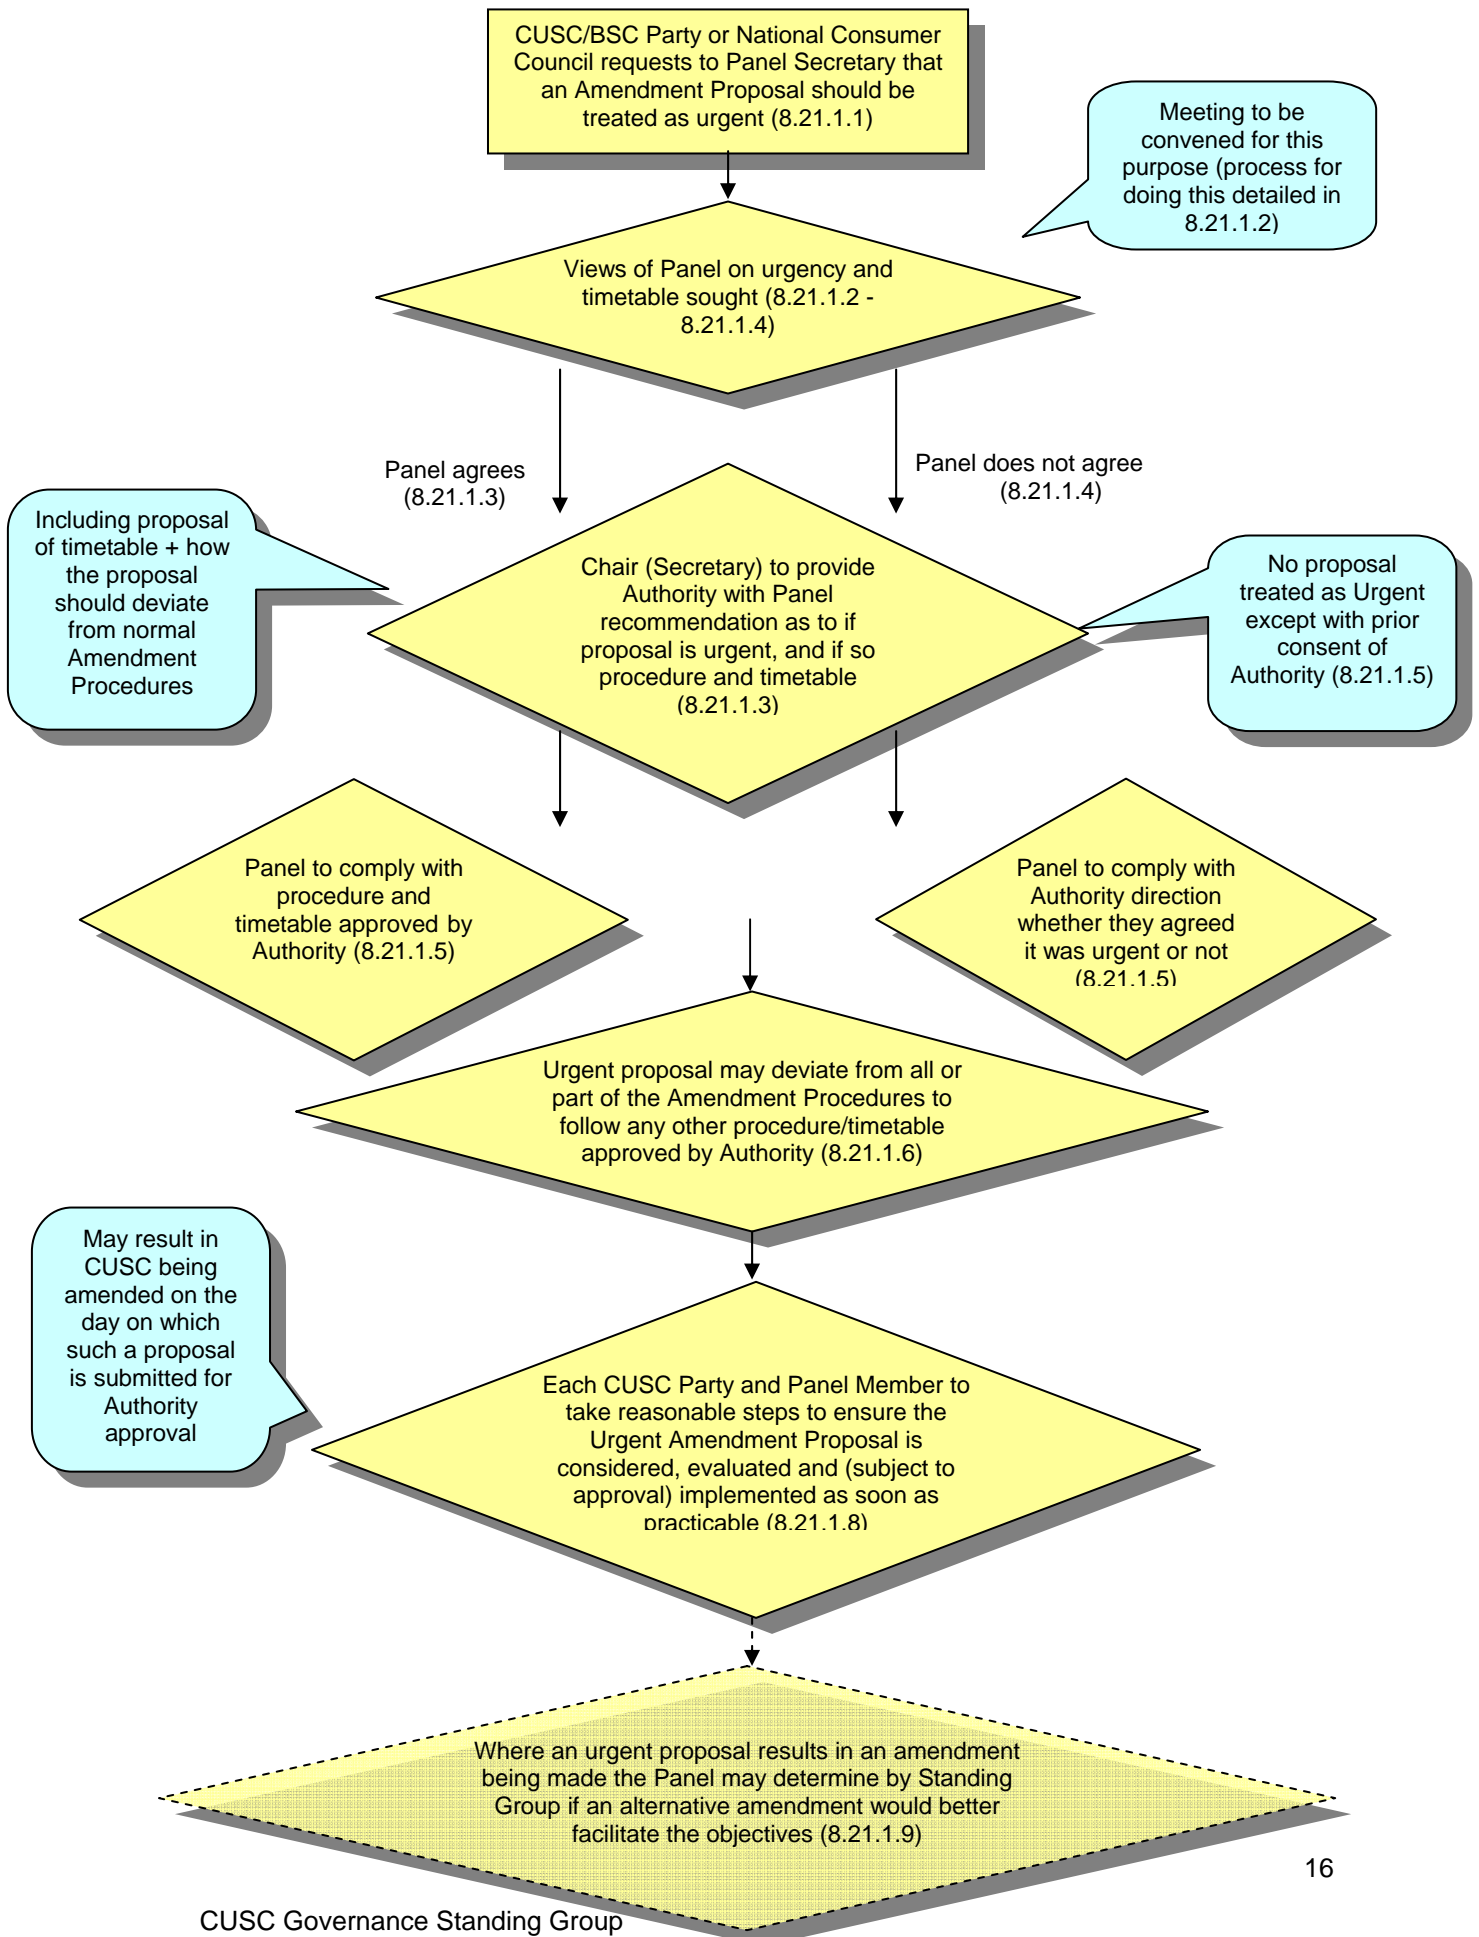 CUSC/BSC Party or National Consumer
Council requests to Panel Secretary that
an Amendment Proposal should be
treated as urgent (8.21.1.1)
Meeting to be
convened for this
purpose (process for
doing this detailed in
8.21.1.2)
Views of Panel on urgency and
timetable sought (8.21.1.2 -
8.21.1.4)
Panel agrees
(8.21.1.3)
Panel does not agree
(8.21.1.4)
Including proposal
of timetable + how
the proposal
should deviate
from normal
Amendment
Procedures
Chair (Secretary) to provide
Authority with Panel
recommendation as to if
proposal is urgent, and if so
procedure and timetable
(8.21.1.3)
No proposal
treated as Urgent
except with prior
consent of
Authority (8.21.1.5)
Panel to comply with
procedure and
timetable approved by
Authority (8.21.1.5)
Panel to comply with
Authority direction
whether they agreed
it was urgent or not
(8.21.1.5)
Urgent proposal may deviate from all or
part of the Amendment Procedures to
follow any other procedure/timetable
approved by Authority (8.21.1.6)
May result in
CUSC being
amended on the
day on which
such a proposal
is submitted for
Authority
approval
Each CUSC Party and Panel Member to
take reasonable steps to ensure the
Urgent Amendment Proposal is
considered, evaluated and (subject to
approval) implemented as soon as
practicable (8.21.1.8)
Where an urgent proposal results in an amendment
being made the Panel may determine by Standing
Group if an alternative amendment would better
facilitate the objectives (8.21.1.9)
16
CUSC Governance Standing Group